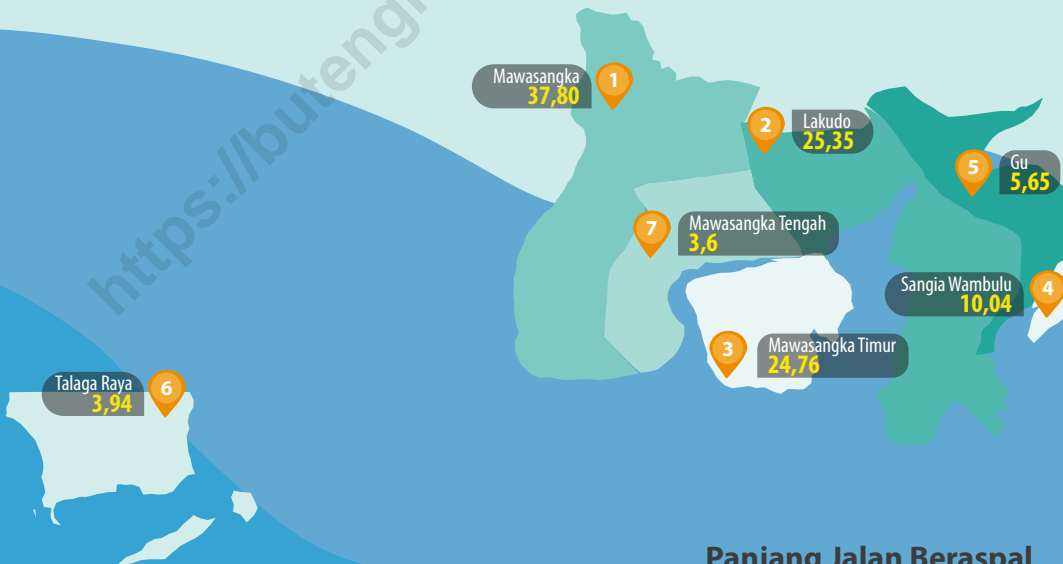 https://buteng
Mawasangka
37,80
1
2
Lakudo
25,35
5
Gu
5,65
7
Mawasangka Tengah
3,6
Sangia Wambulu
10,04
4
3
Mawasangka Timur
24,76
Talaga Raya
3,94
6
Panjang Jalan Beraspal